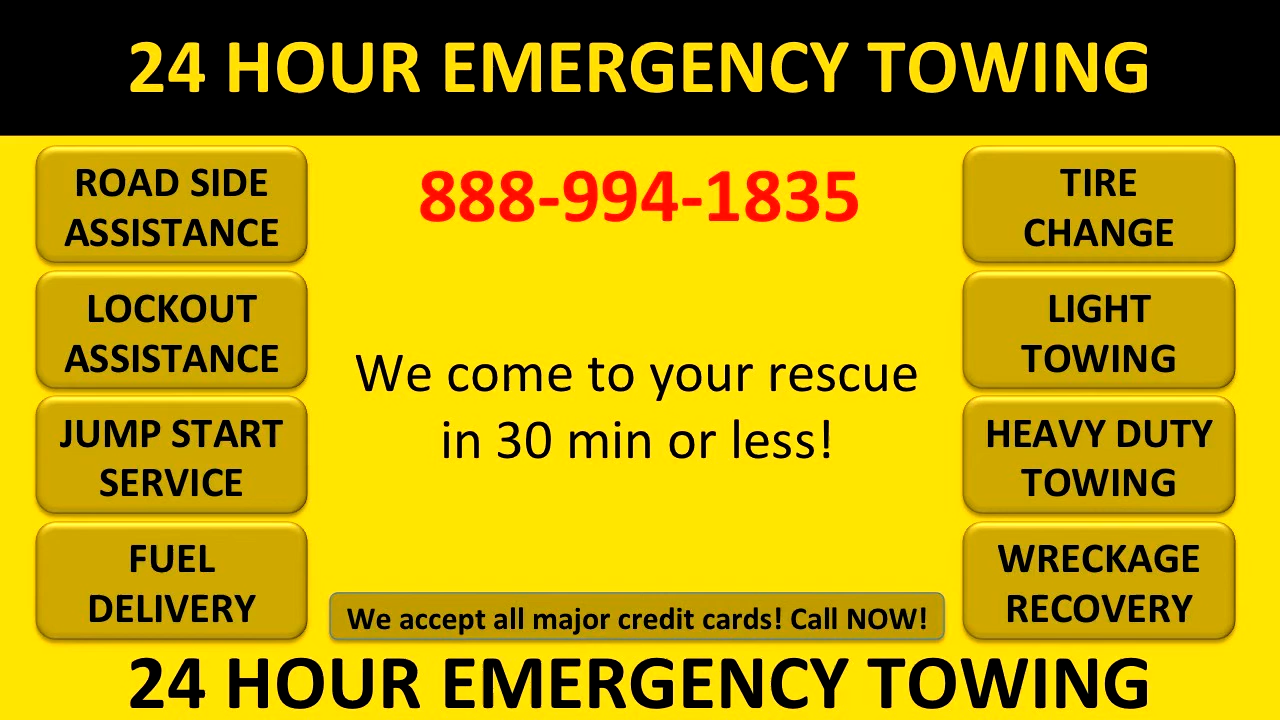 24 HOUR EMERGENCY TOWING
ROAD SIDE
ASSISTANCE
LOCKOUT
ASSISTANCE
JUMP START
SERVICE
FUEL
DELIVERY
888-994-1835
We come to your rescue
in 30 min or less!
We accept all major credit cards! Call NOW!
TIRE
CHANGE
LIGHT
TOWING
HEAVY DUTY
TOWING
WRECKAGE
RECOVERY
24 HOUR EMERGENCY TOWING